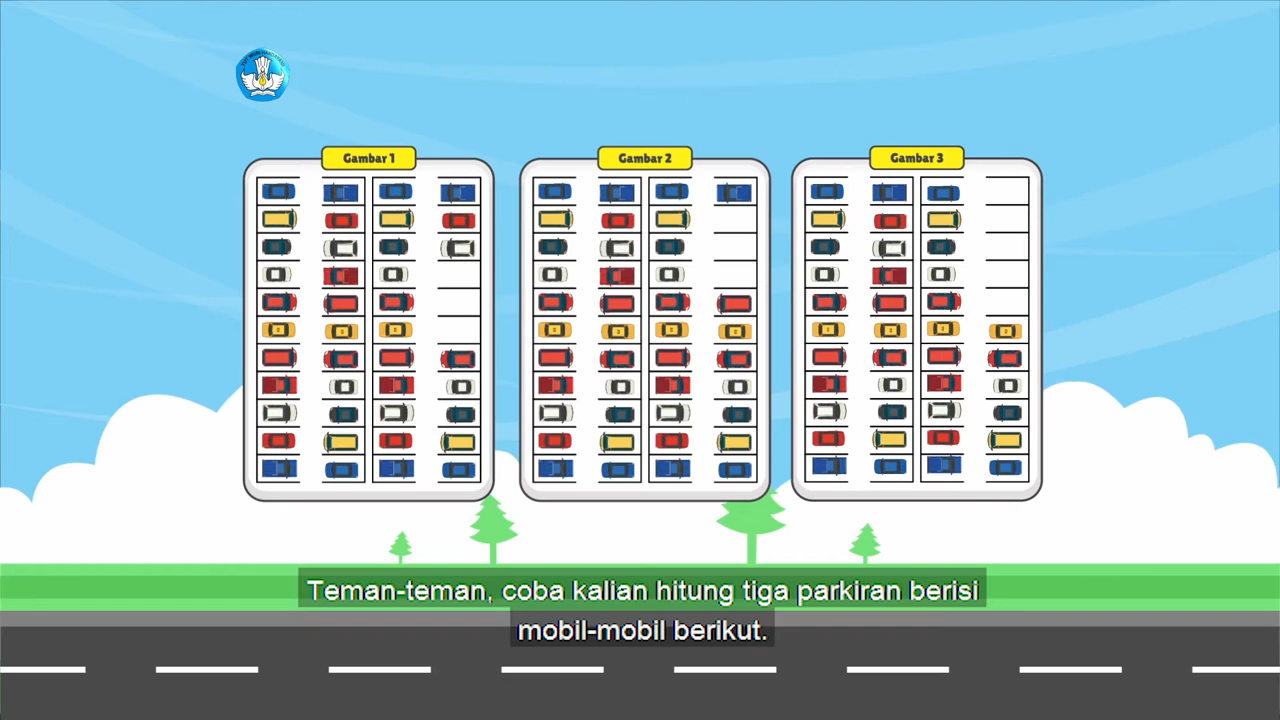 Gambar 1
Gambar 2
Gambar 3
Teman-teman, coba kalian hitung tiga parkiran berisi
mobil-mobil berikut.